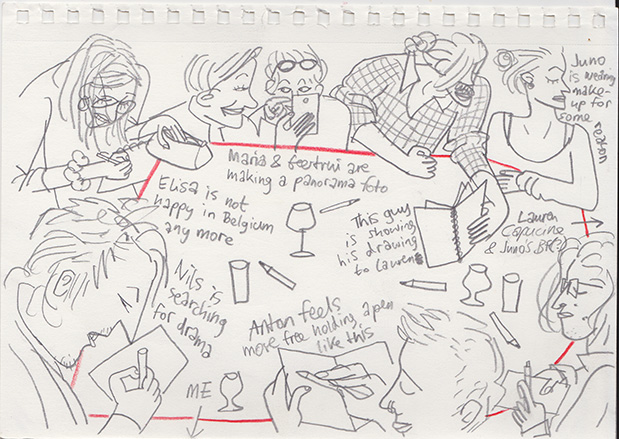 Juno
is wearing
make-
up for
some
reason
Maria & Geertrui are
making a panorama foto
Elisa is not
happy in Belgium
any more
This guy
is showing
his drawing
to Lauren
Lauren
Capucine
& Juno's
Nils is
searching
for drama
Anton feels
more free holding a pen
like this
ME